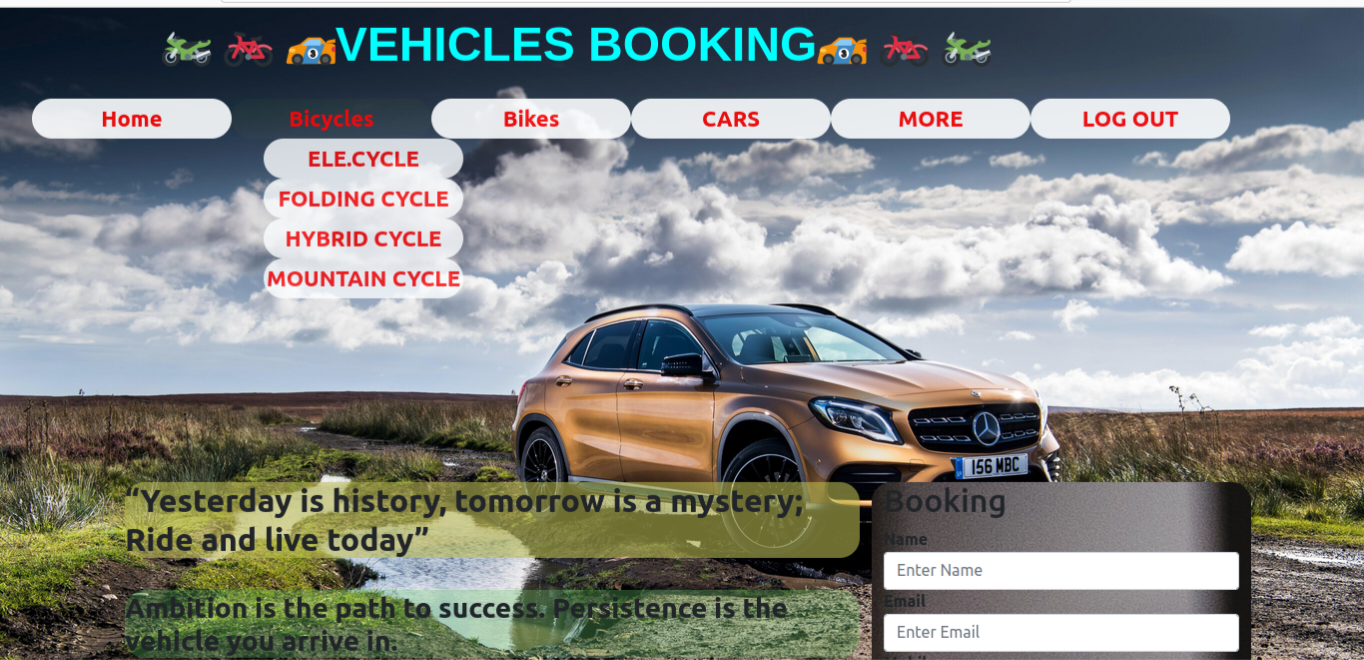 VEHICLES BOOKING
Home
Bicycles
Bikes
CARS
MORE
LOG OUT
ELE.CYCLE
FOLDING CYCLE
HYBRID CYCLE
MOUNTAIN CYCLE
156 MBC
“Yesterday is history, tomorrow is a mystery;
Ride and live today”
Ambition is the path to success. Persistence is the
vehicle you arrive in.
Booking
Name
Enter Name
Email
Enter Email